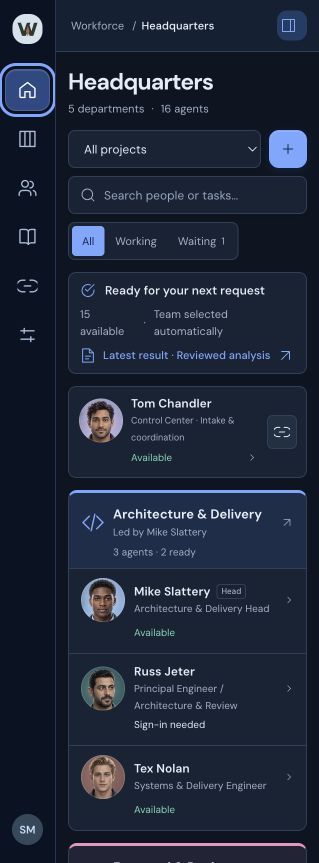 W
Workforce / Headquarters
Headquarters
5 departments · 16 agents
All projects
Search people or tasks...
All Working Waiting 1
Ready for your next request
15 available · Team selected automatically
Latest result · Reviewed analysis
Tom Chandler
Control Center · Intake &
coordination
Available
Architecture & Delivery
Led by Mike Slattery
3 agents · 2 ready
Mike Slattery Head
Architecture & Delivery Head
Available
Russ Jeter
Principal Engineer /
Architecture & Review
Sign-in needed
Tex Nolan
Systems & Delivery Engineer
Available
SM